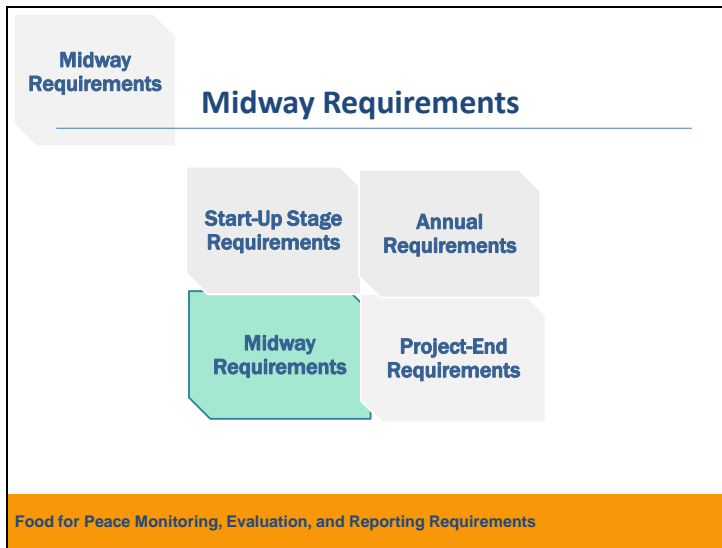 Midway
Requirements
Midway Requirements
Start-Up Stage
Requirements
Annual
Requirements
Midway
Requirements
Project-End
Requirements
Food for Peace Monitoring, Evaluation, and Reporting Requirements